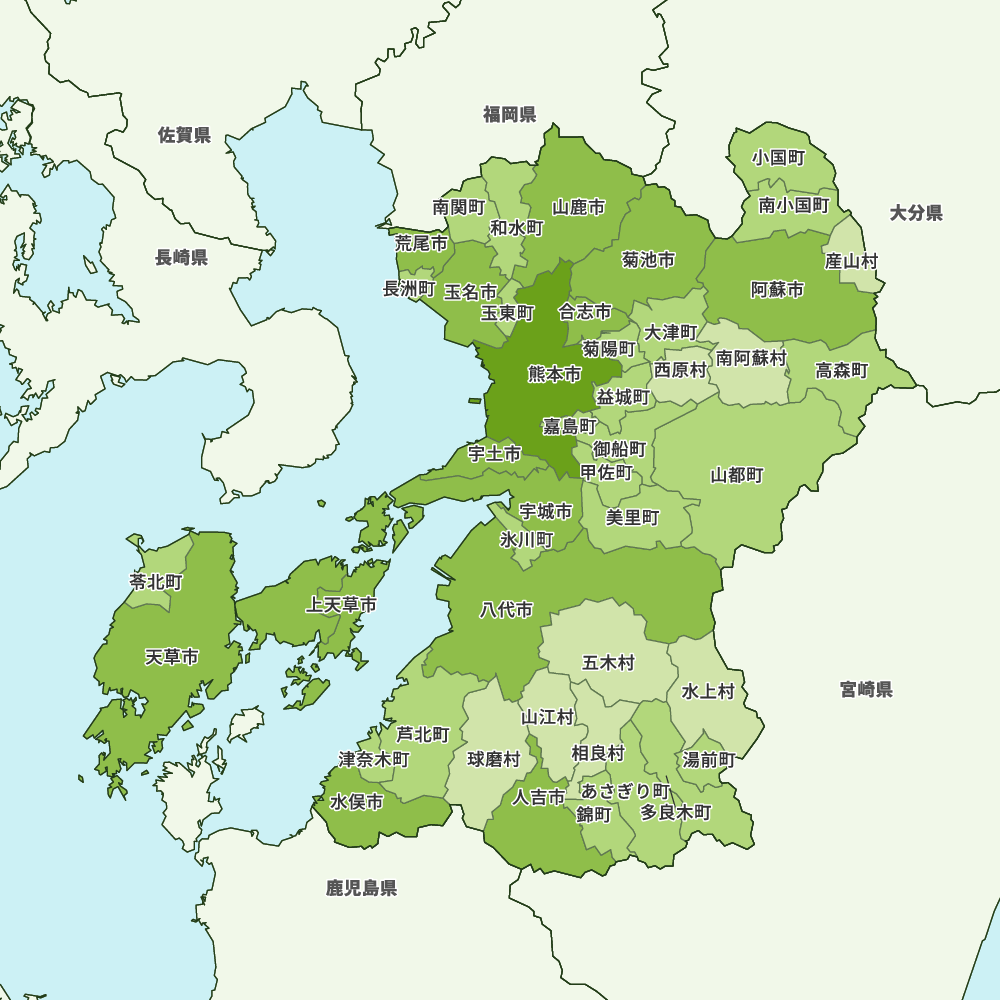 福岡県
佐賀県
小国町
南関町
山鹿市
南小国町
大分県
和水町
荒尾市
長崎県
菊池市
産山村
長洲町
玉名市
阿蘇市
玉東町
合志市
大津町
菊陽町
南阿蘇村
西原村
高森町
熊本市
益城町
嘉島町
御船町
宇土市
甲佐町
山都町
宇城市
美里町
氷川町
苓北町
上天草市
八代市
天草市
五木村
水上村
宮崎県
山江村
芦北町
相良村
津奈木町
球磨村
湯前町
あさぎり町
人吉市
水俣市
錦町
多良木町
鹿児島県